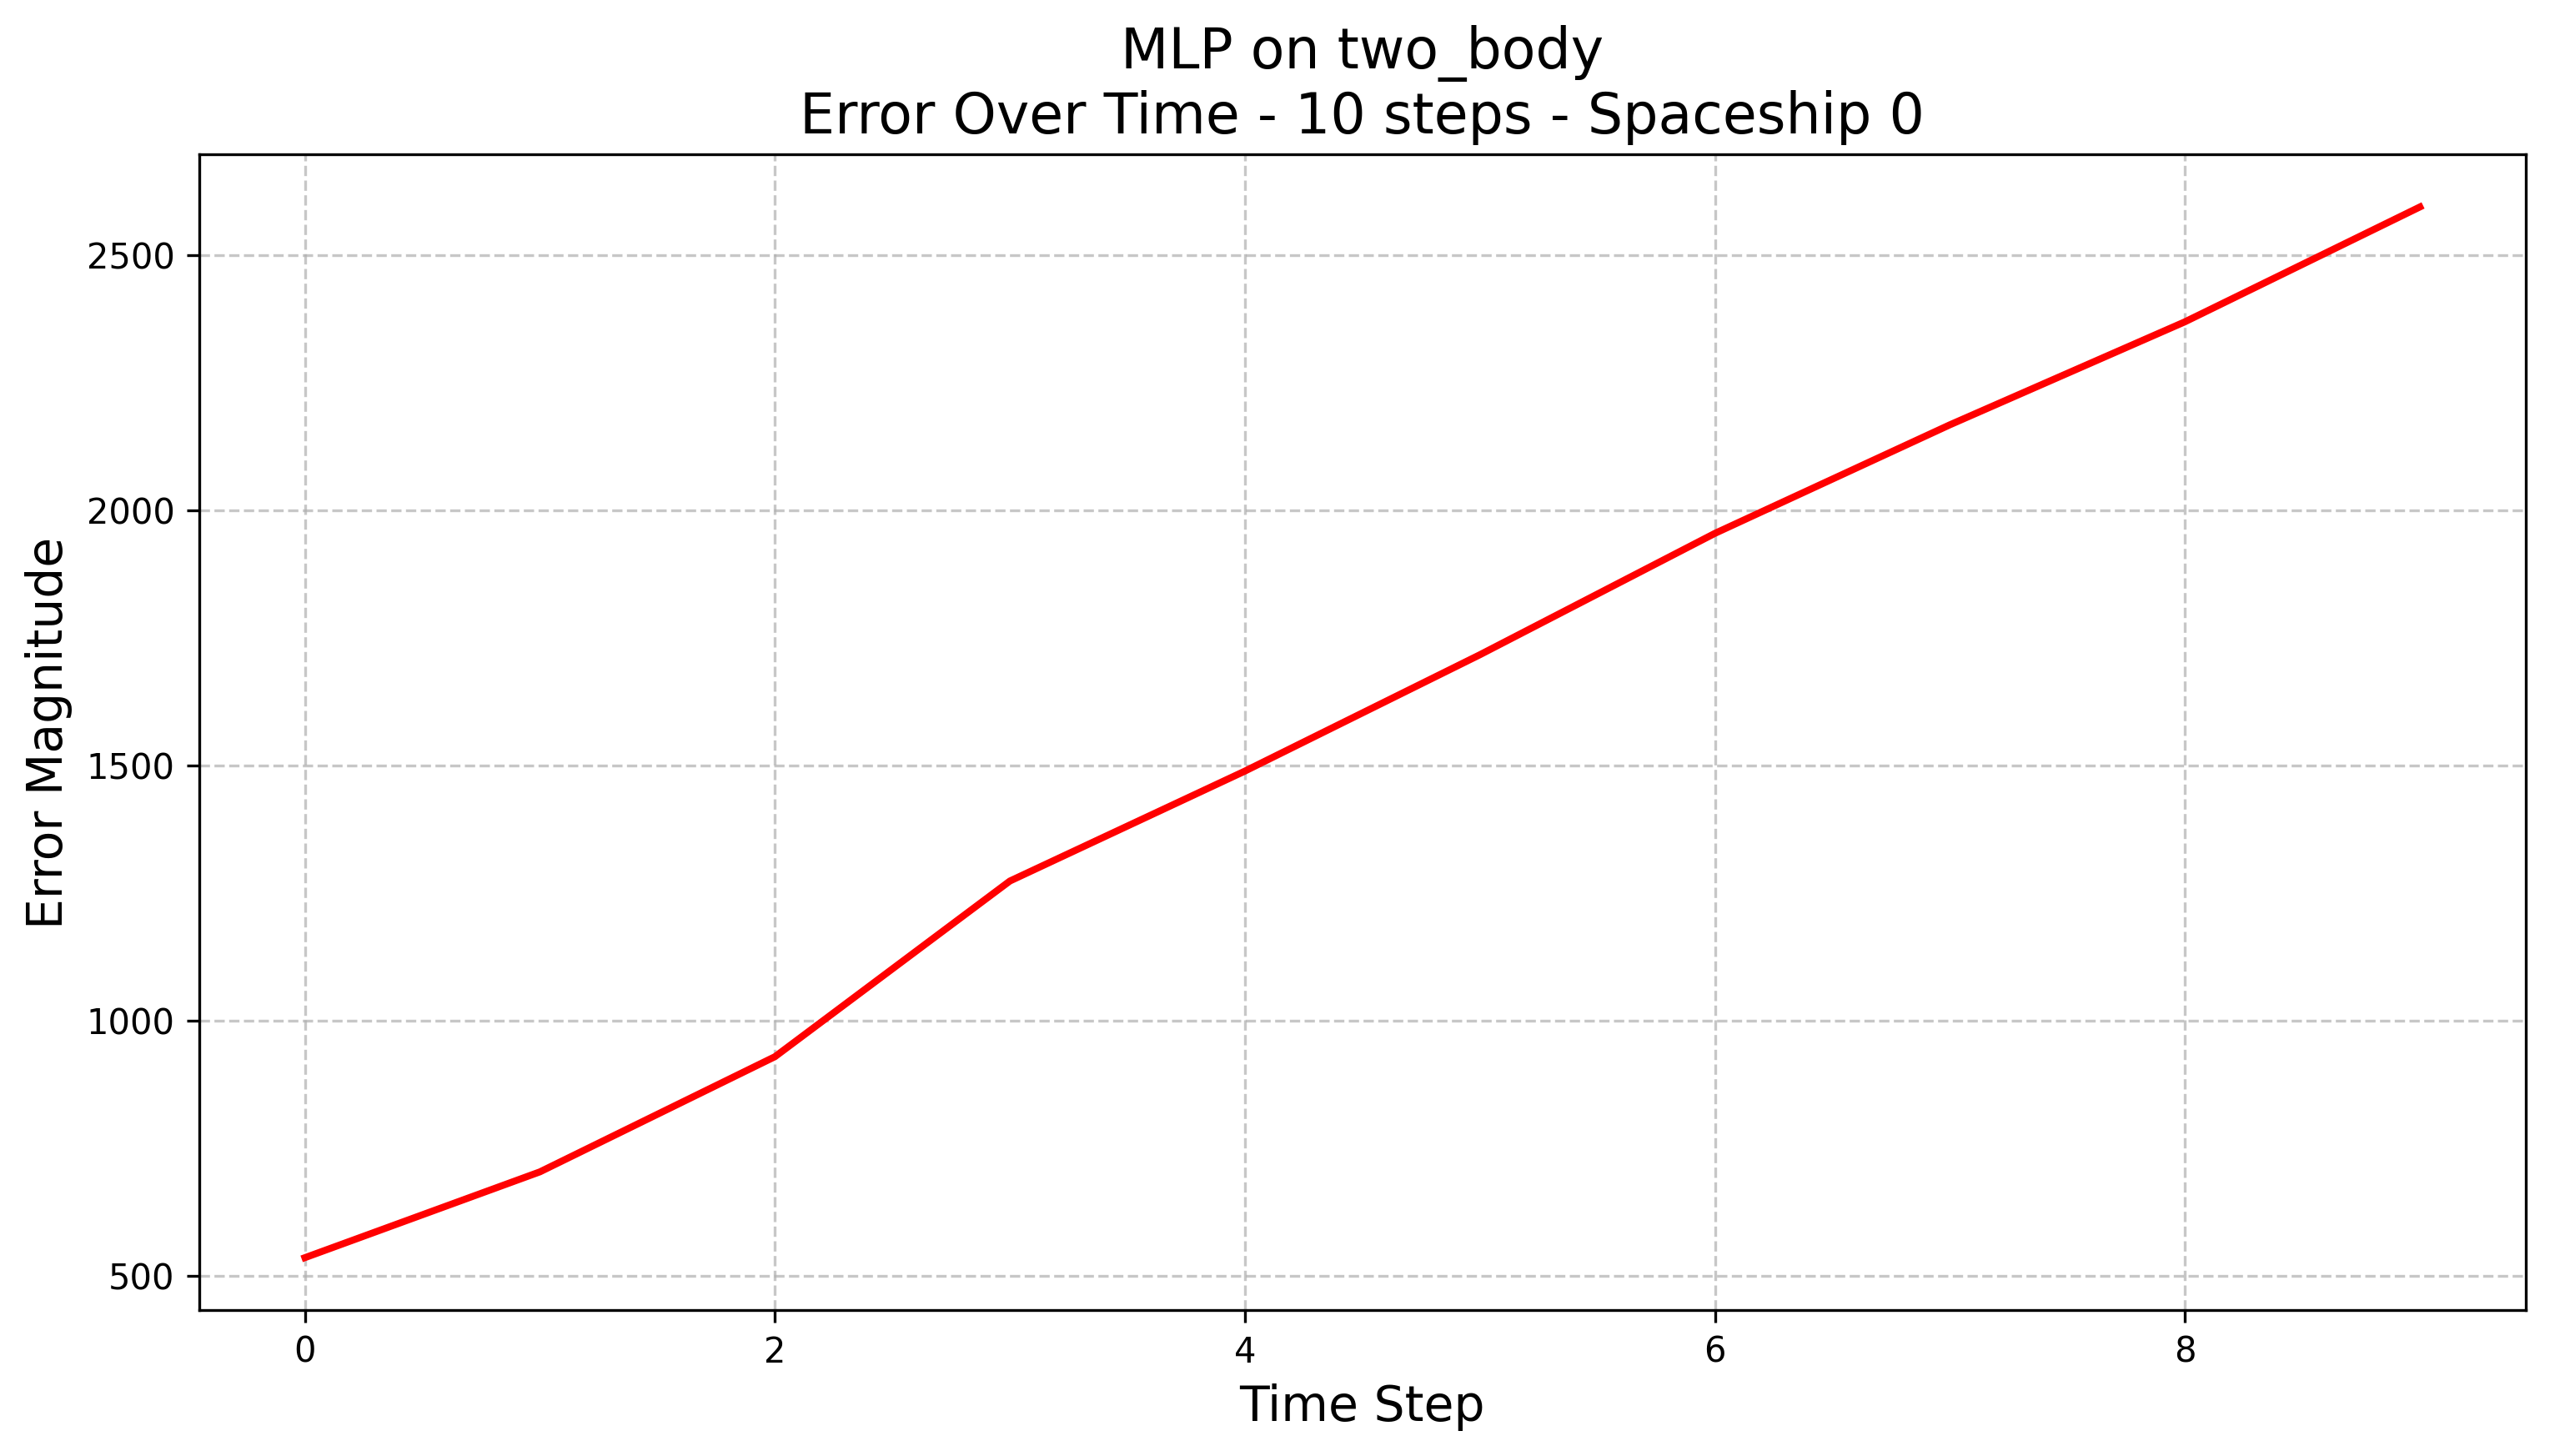 MLP on two_body
Error Over Time - 10 steps - Spaceship 0
Error Magnitude
2500
2000
1500
1000
500
0 2 4 6 8
Time Step